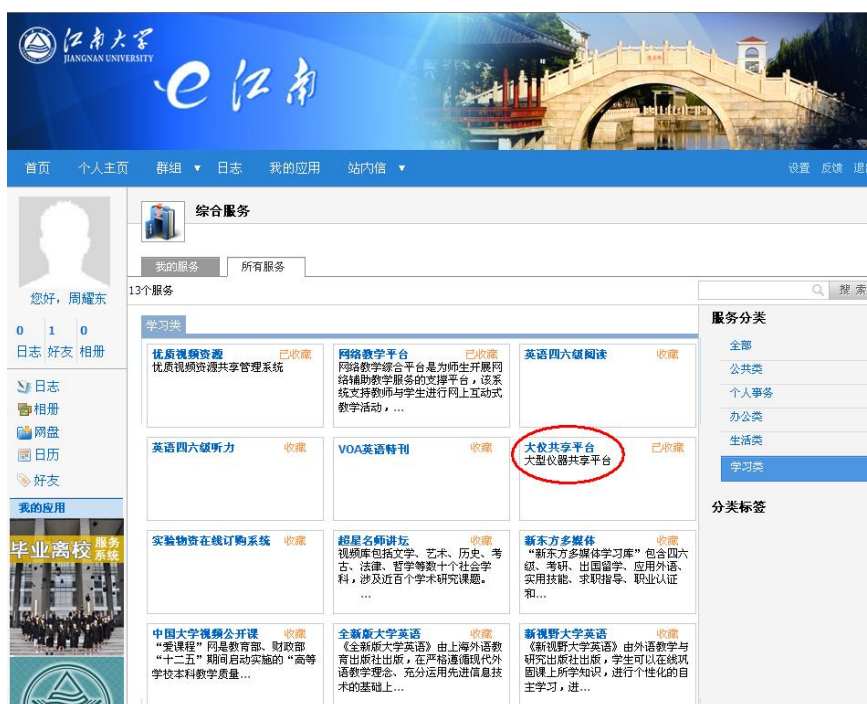 江南大学
JIANGNAN UNIVERSITY
e江南
首页 个人主页 群组 ▼ 日志 我的应用 站内信 ▼
设置 反馈
综合服务
我的服务 所有服务
13个服务
搜 索
您好，周耀东
0 1 0
日志 好友 相册
日志
相册
网盘
日历
好友
我的应用
毕业离校 服务系统
学习类
优质视频资源 已收藏
优质视频资源共享管理系统
网络教学平台 已收藏
网络教学综合平台是为师生开展网
络辅助教学服务的支撑平台，该系
统支持教师与学生进行网上互动式
教学活动，...
英语四六级阅读 收藏
英语四六级听力 收藏
VOA英语特刊 收藏
大仪共享平台 已收藏
大型仪器共享平台
实验物资在线订购系统 收藏
超星名师讲坛 收藏
视频库包括文学、艺术、历史、考
古、法律、哲学等数十个社会学
科，涉及近百个学术研究课题。
...
新东方多媒体 收藏
“新东方多媒体学习库”包含四六
级、考研、出国留学、应用外语、
实用技能、求职指导、职业认证
和...
中国大学视频公开课 收藏
“爱课程”网是教育部、财政部
“十二五”期间启动实施的“高等
学校本科教学质量...
全新版大学英语 收藏
《全新版大学英语》由上海外语教
育出版社出版，在严格遵循现代外
语教学理念、充分运用先进信息技
术的基础上...
新视野大学英语 收藏
《新视野大学英语》由外语教学与
研究出版社出版，学生可以在线巩
固课上所学知识，进行个性化的自
主学习，进...
服务分类
全部
公共类
个人事务
办公类
生活类
学习类
分类标签